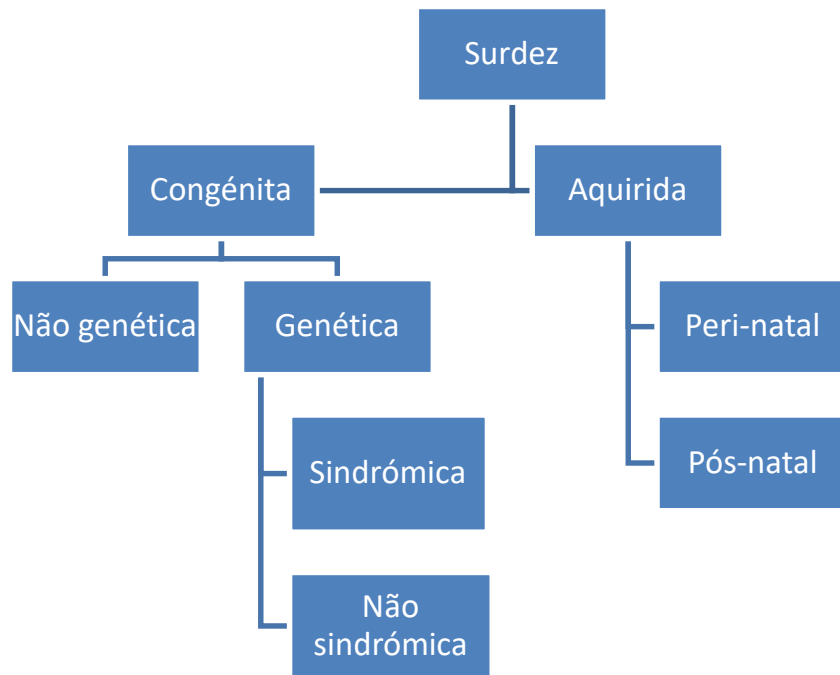 Surdez
Congénita
Aquirida
Não genética
Genética
Peri-natal
Sindrómica
Pós-natal
Não
sindrómica